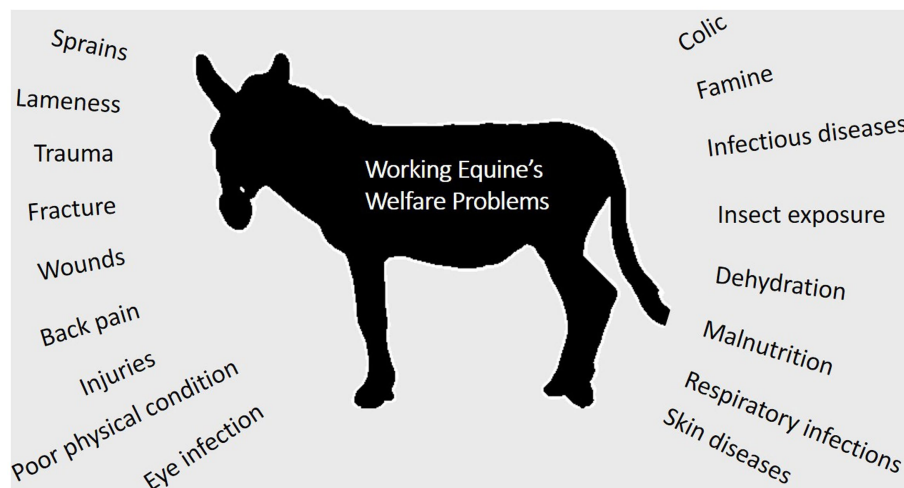 Sprains
Lameness
Trauma
Fracture
Wounds
Back pain
Injuries
Poor physical condition
Eye infection
Working Equine's
Welfare Problems
Colic
Famine
Infectious diseases
Insect exposure
Dehydration
Malnutrition
Respiratory infections
Skin diseases